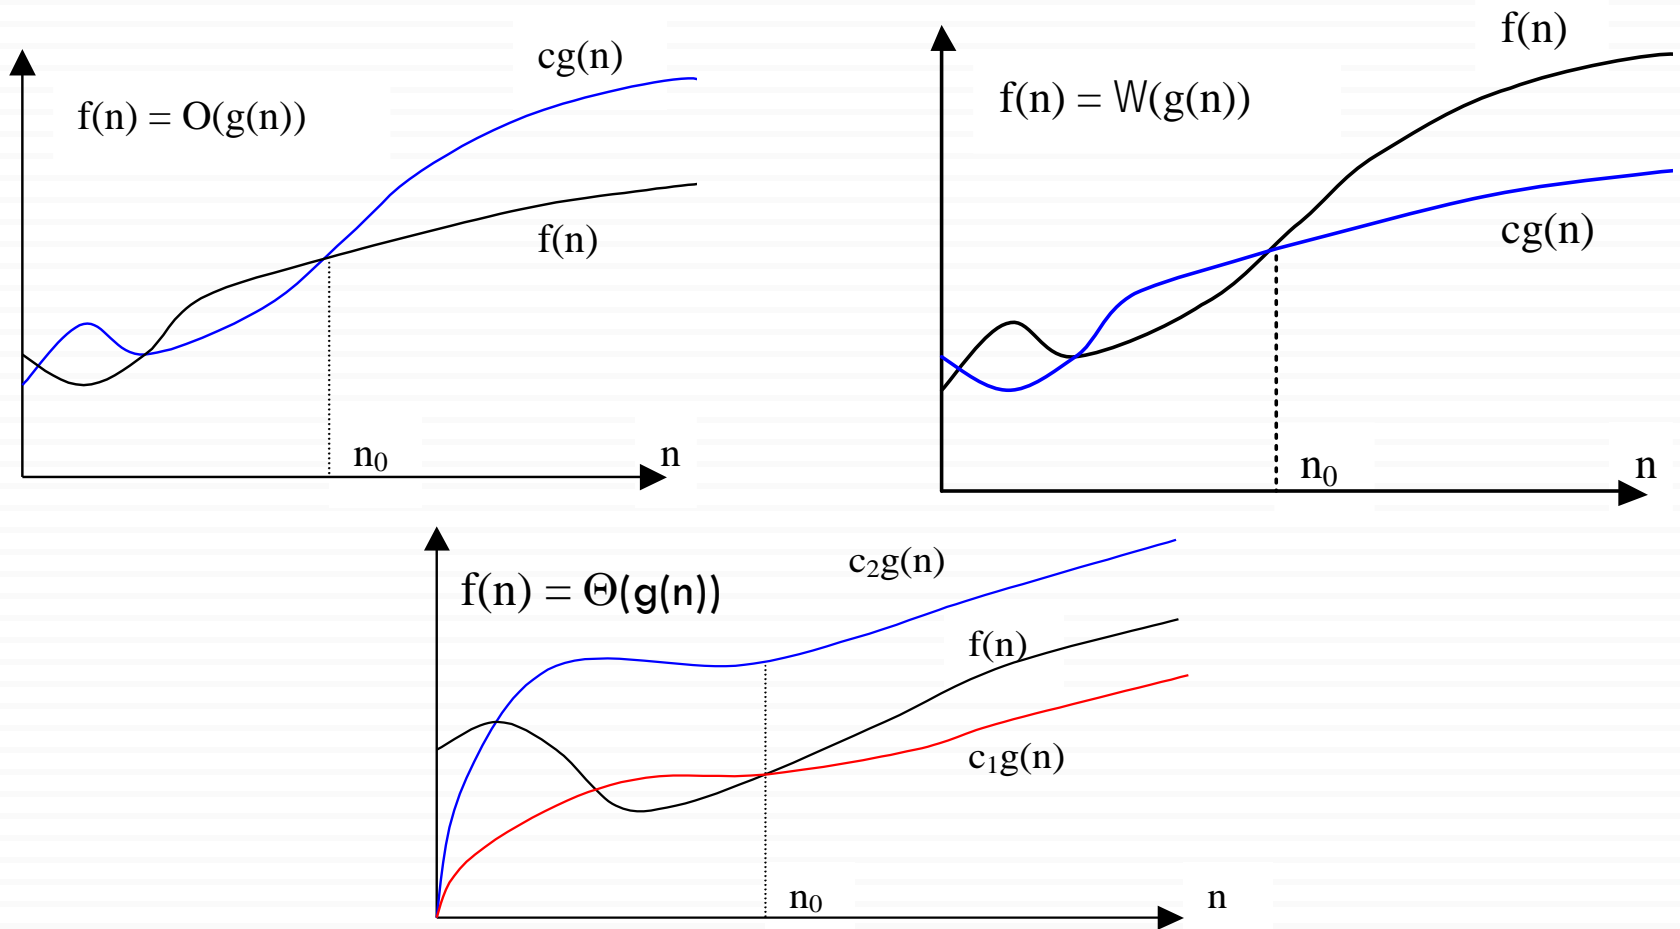 cg(n)
f(n) = O(g(n))
f(n)
n₀
n
f(n)
f(n) = W(g(n))
cg(n)
n₀
n
c₂g(n)
f(n) = Θ(g(n))
f(n)
c₁g(n)
n₀
n